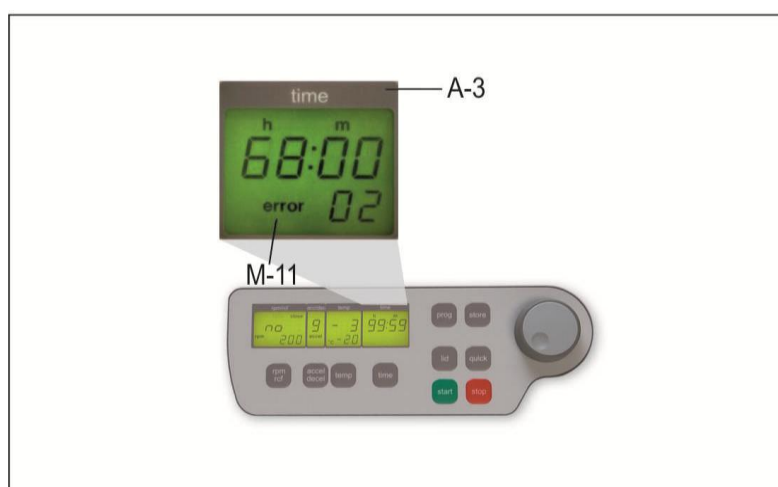 time
A-3
h m
68:00
error 02
M-11
speed accel temp time
no 9 - 3 99:59
rpm 200 °C -20
prog store
lid quick
rpm
rcf
accel
decel
temp
time
start stop